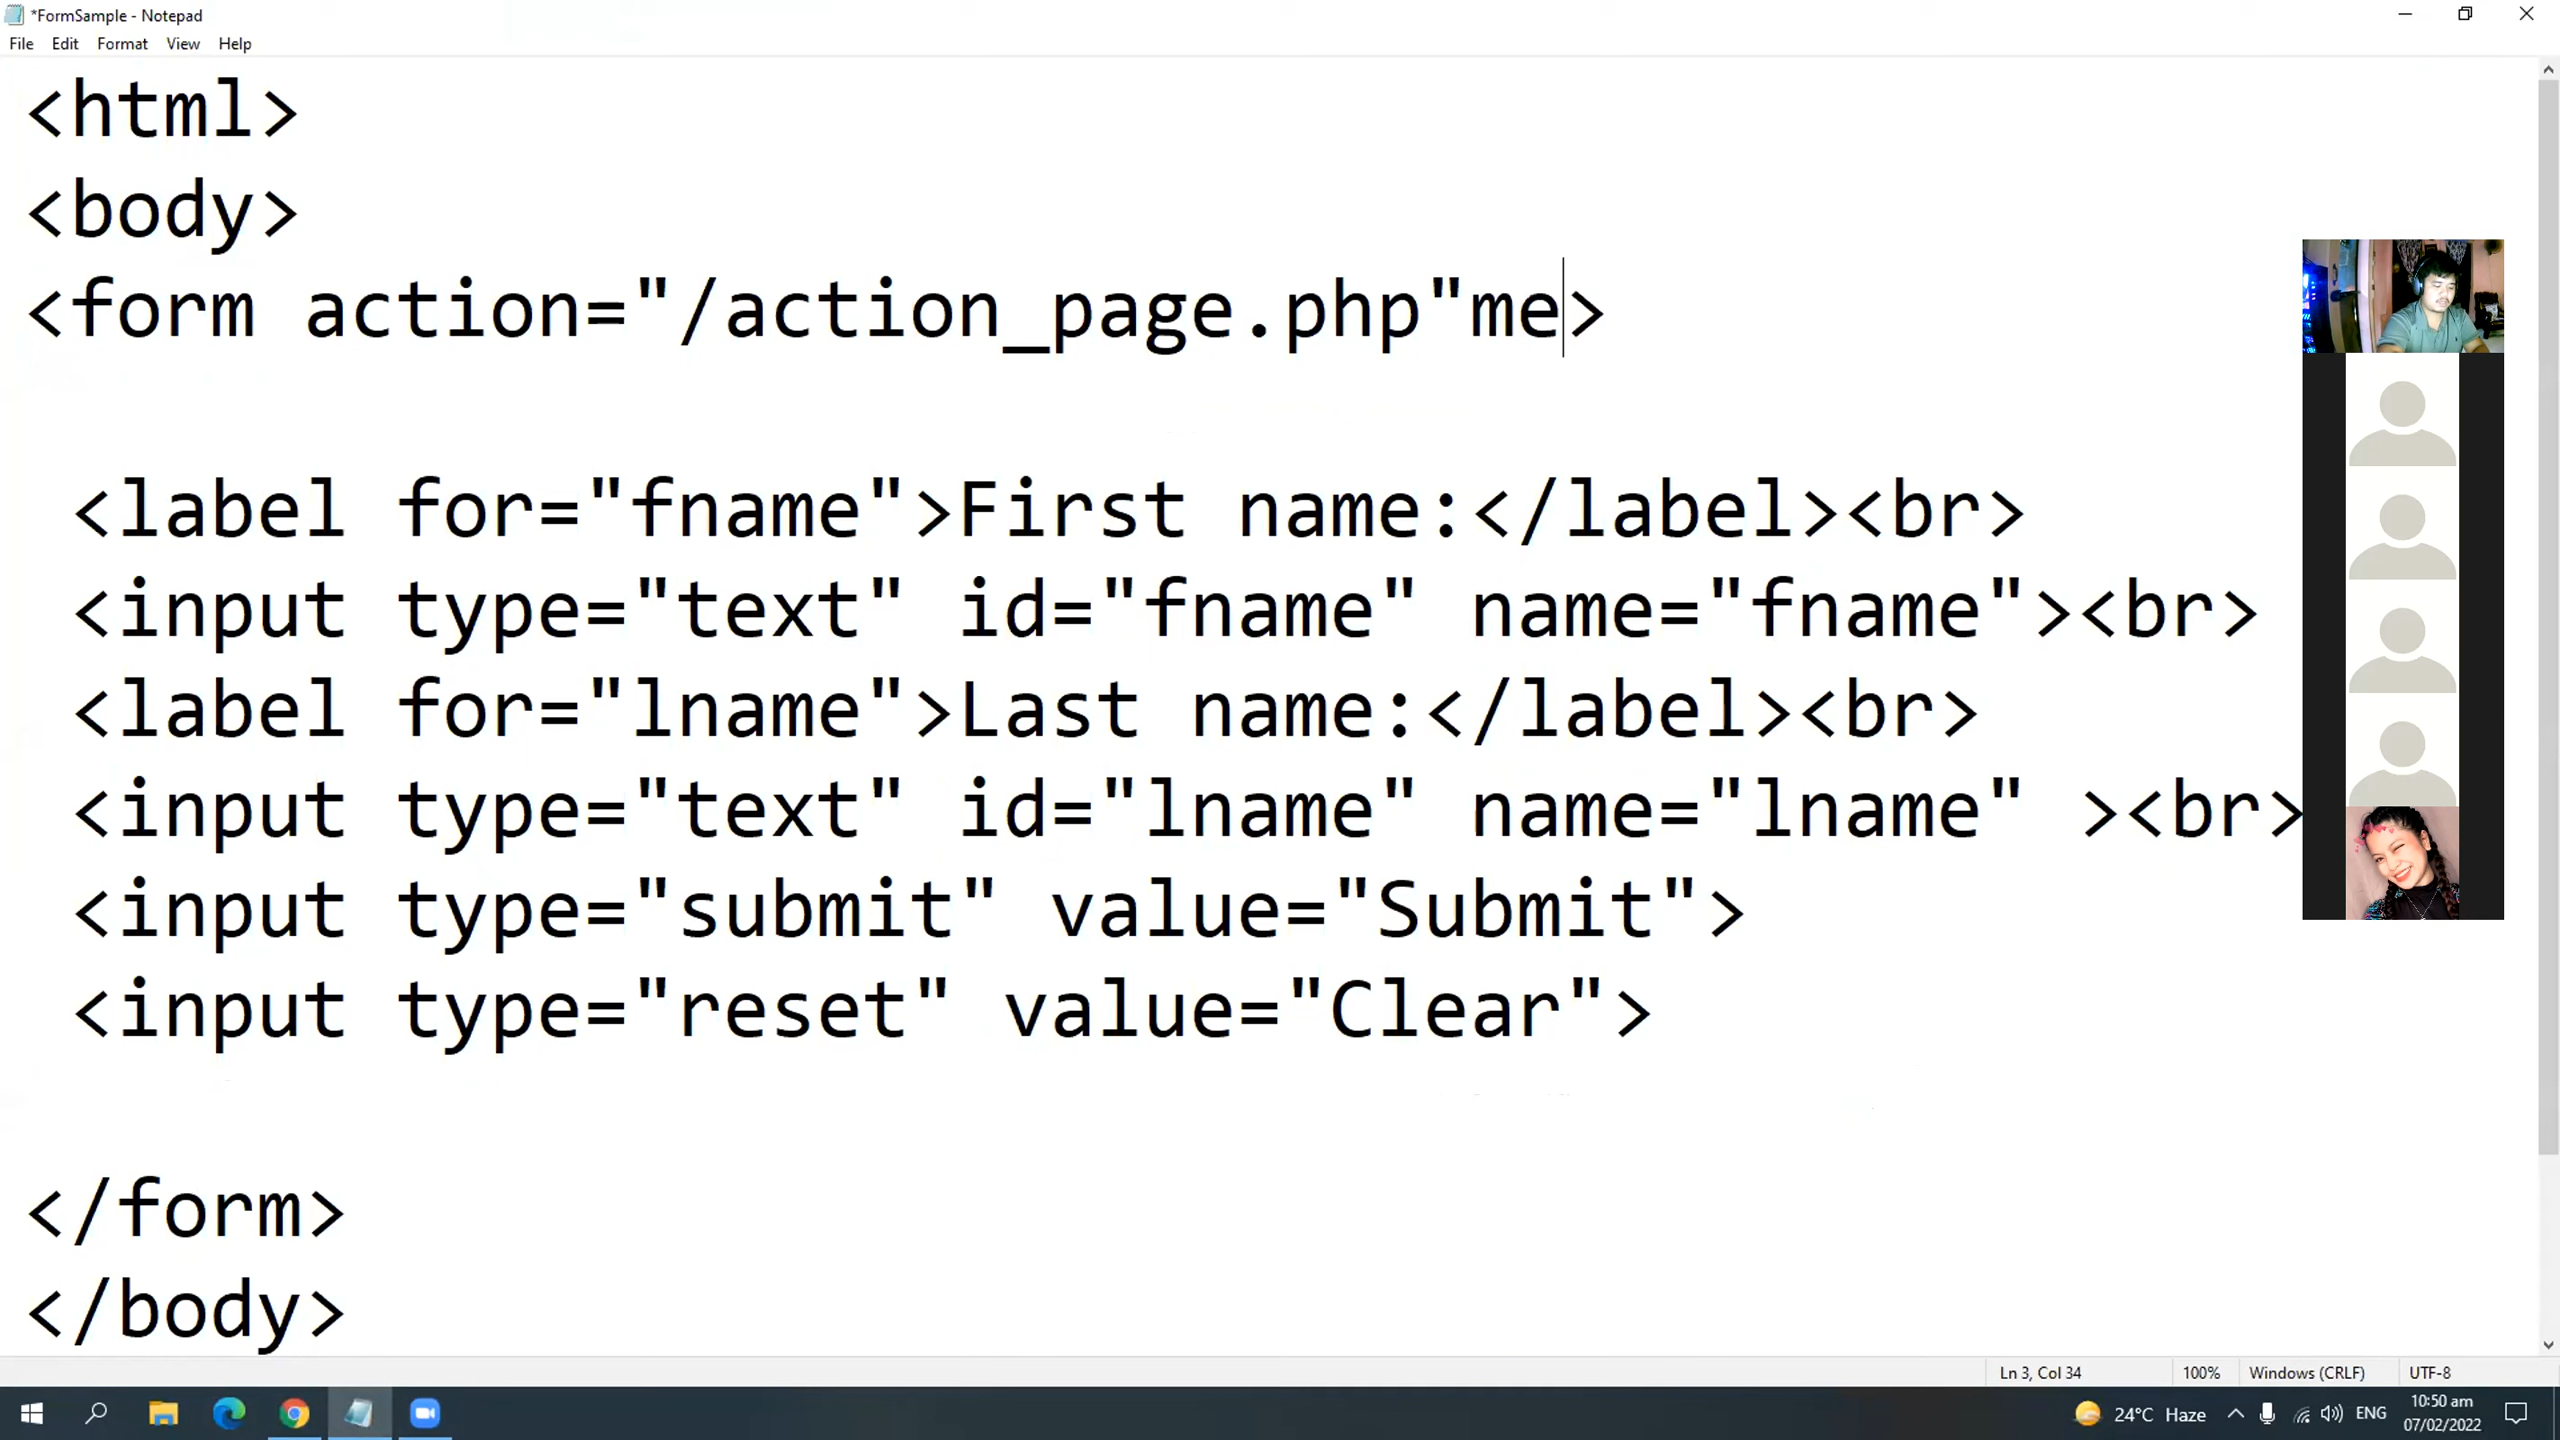 *FormSample - Notepad
File Edit Format View Help
<html>
<body>
<form action="/action_page.php"me>
<label for="fname">First name:</label><br>
<input type="text" id="fname" name="fname"><br>
<label for="lname">Last name:</label><br>
<input type="text" id="lname" name="lname" ><br>
<input type="submit" value="Submit">
<input type="reset" value="Clear">
</form>
</body>
Ln 3, Col 34 100% Windows (CRLF) UTF-8
24°C Haze ENG 10:50 am
07/02/2022